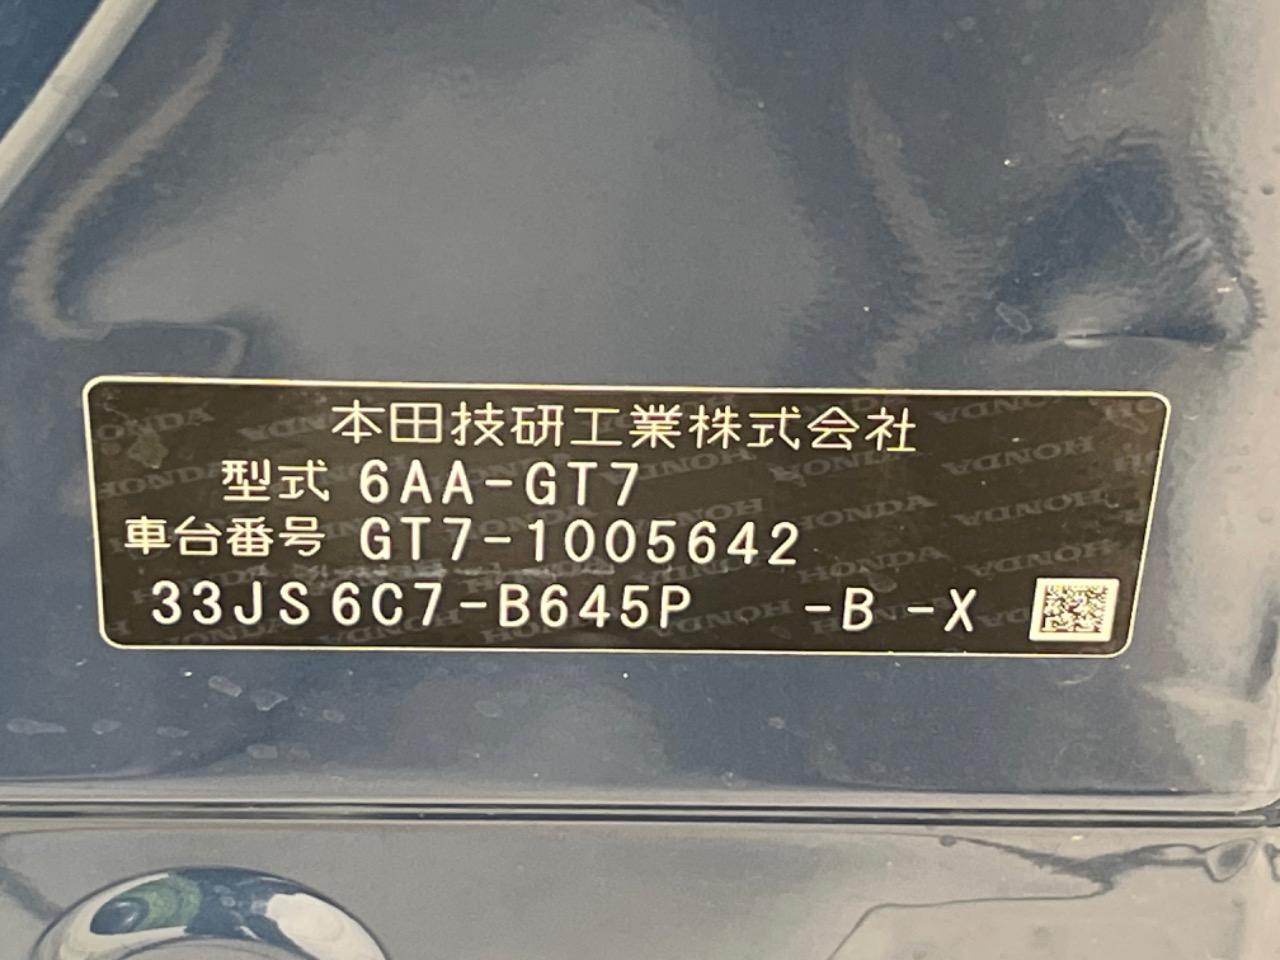 本田技研工業株式会社
型式 6AA-GT7
車台番号 GT7-1005642
33JS6C7-B645P -B -X